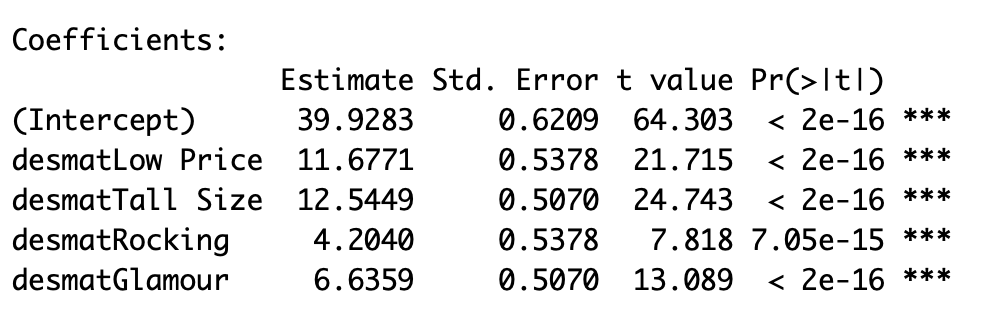 Coefficients:
Estimate Std. Error t value Pr(>|t|)
(Intercept) 39.9283 0.6209 64.303 < 2e-16 ***
desmatLow Price 11.6771 0.5378 21.715 < 2e-16 ***
desmatTall Size 12.5449 0.5070 24.743 < 2e-16 ***
desmatRocking 4.2040 0.5378 7.818 7.05e-15 ***
desmatGlamour 6.6359 0.5070 13.089 < 2e-16 ***